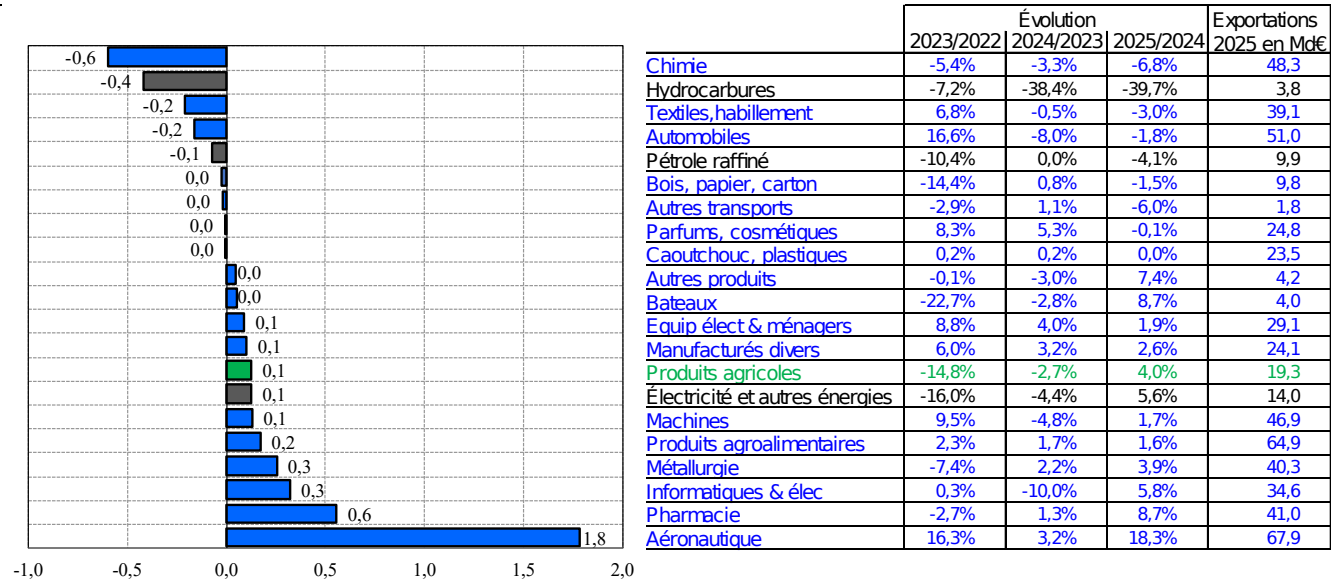 Évolution Exportations
2023/2022 2024/2023 2025/2024 2025 en Md€
-0,6 Chimie -5,4% -3,3% -6,8% 48,3
-0,4 Hydrocarbures -7,2% -38,4% -39,7% 3,8
-0,2 Textiles,habillement 6,8% -0,5% -3,0% 39,1
-0,2 Automobiles 16,6% -8,0% -1,8% 51,0
-0,1 Pétrole raffiné -10,4% 0,0% -4,1% 9,9
0,0 Bois, papier, carton -14,4% 0,8% -1,5% 9,8
0,0 Autres transports -2,9% 1,1% -6,0% 1,8
0,0 Parfums, cosmétiques 8,3% 5,3% -0,1% 24,8
0,0 Caoutchouc, plastiques 0,2% 0,2% 0,0% 23,5
0,0 Autres produits -0,1% -3,0% 7,4% 4,2
0,0 Bateaux -22,7% -2,8% 8,7% 4,0
0,1 Equip élect & ménagers 8,8% 4,0% 1,9% 29,1
0,1 Manufacturés divers 6,0% 3,2% 2,6% 24,1
0,1 Produits agricoles -14,8% -2,7% 4,0% 19,3
0,1 Électricité et autres énergies -16,0% -4,4% 5,6% 14,0
0,1 Machines 9,5% -4,8% 1,7% 46,9
0,2 Produits agroalimentaires 2,3% 1,7% 1,6% 64,9
0,3 Métallurgie -7,4% 2,2% 3,9% 40,3
0,3 Informatiques & élec 0,3% -10,0% 5,8% 34,6
0,6 Pharmacie -2,7% 1,3% 8,7% 41,0
1,8 Aéronautique 16,3% 3,2% 18,3% 67,9
-1,0 -0,5 0,0 0,5 1,0 1,5 2,0